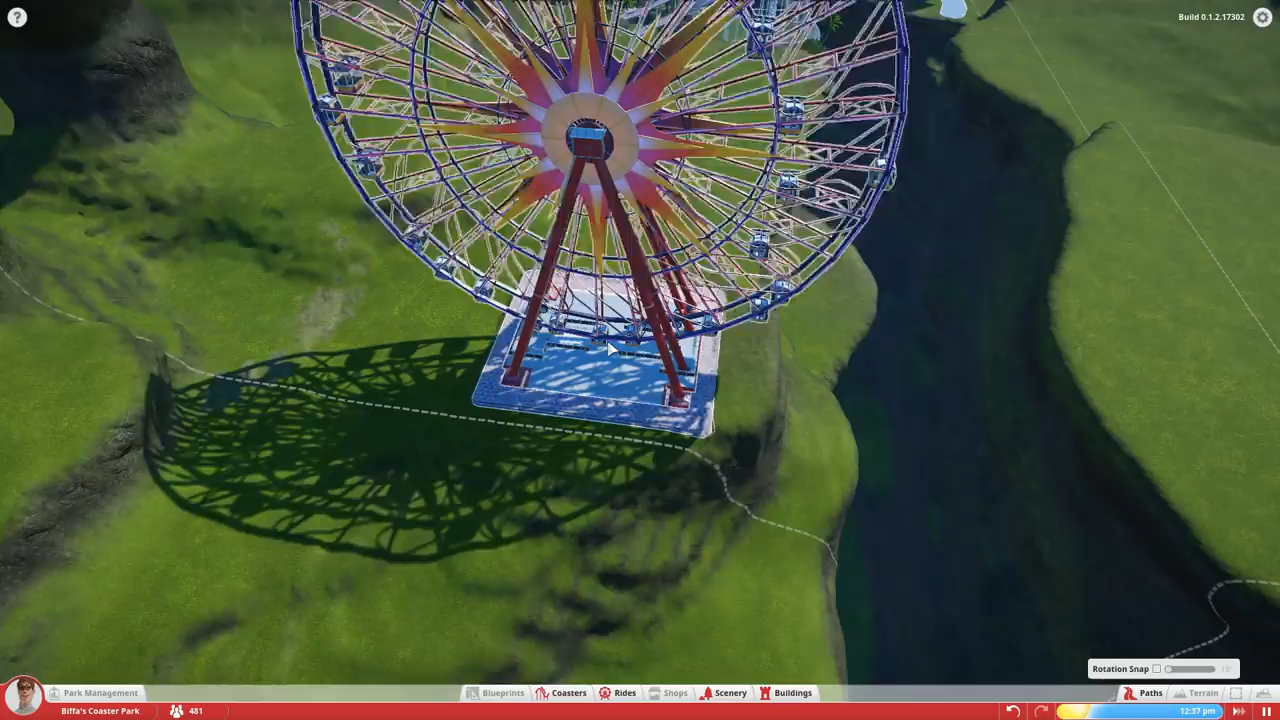 ?
Build 0.1.2.17302
Rotation Snap
Park Management
Blueprints
Coasters
Rides
Shops
Scenery
Buildings
Paths
Terrain
Biffa's Coaster Park
481
12:37 pm